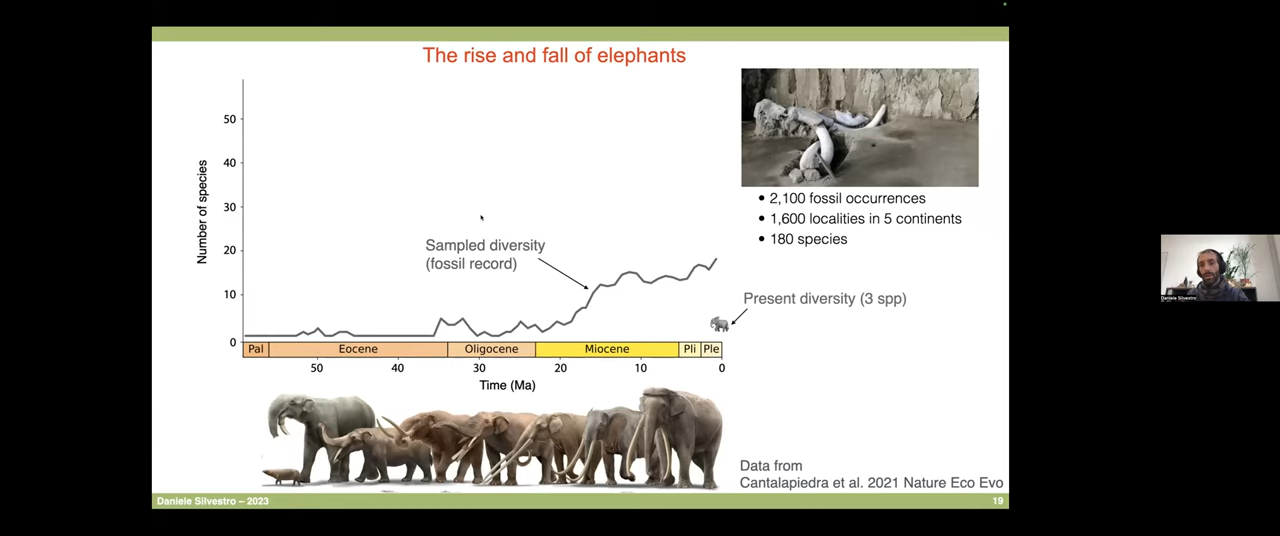 The rise and fall of elephants
Number of species
50
40
30
20
10
0
Sampled diversity
(fossil record)
Pal Eocene Oligocene Miocene Pli Ple
50 40 30 20 10 0
Time (Ma)
• 2,100 fossil occurrences
• 1,600 localities in 5 continents
• 180 species
Present diversity (3 spp)
Data from
Cantalapiedra et al. 2021 Nature Eco Evo
Daniele Silvestro – 2023
19
Daniele Silvestro